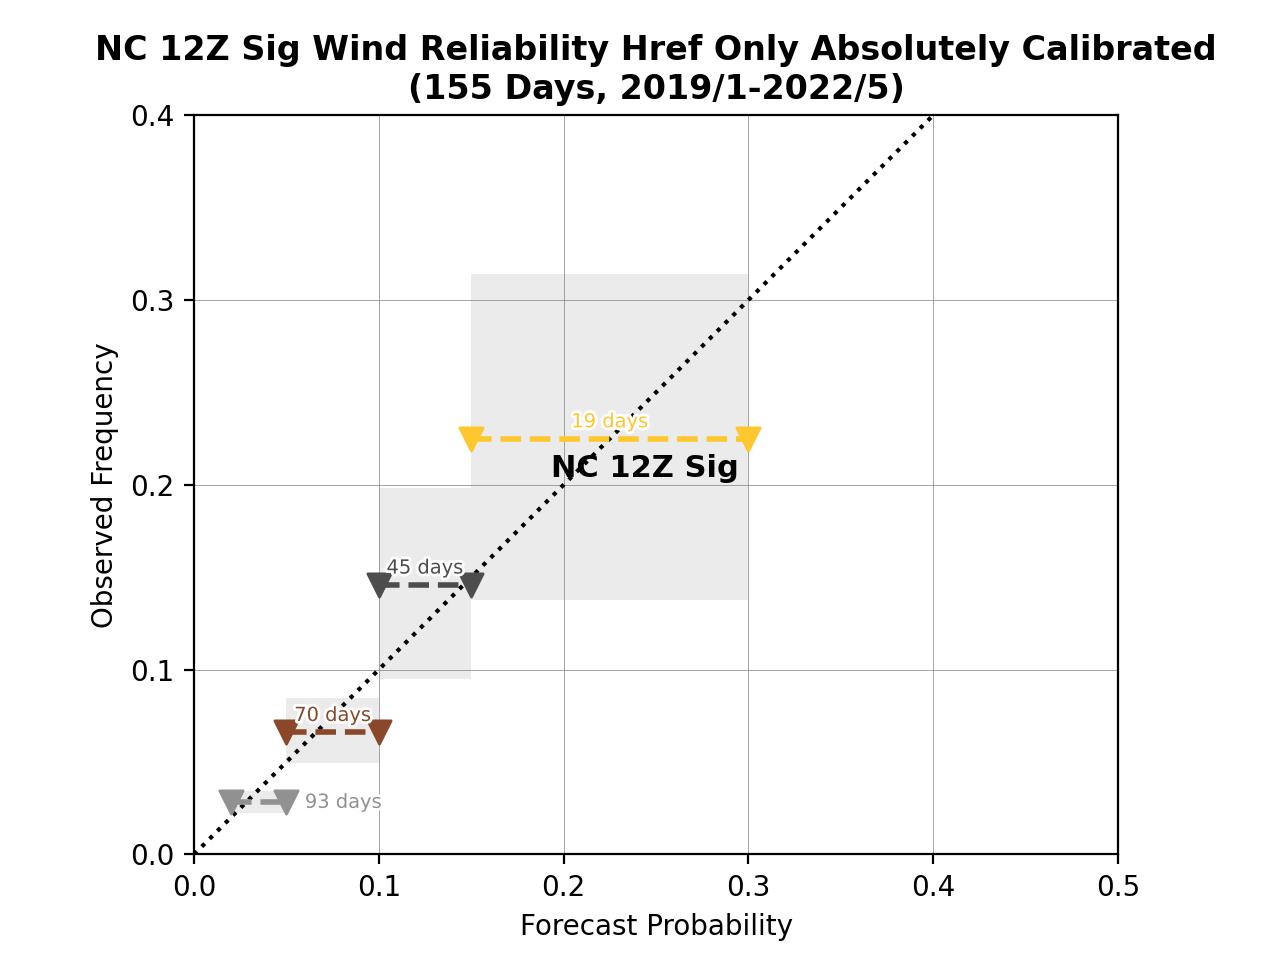 NC 12Z Sig Wind Reliability Href Only Absolutely Calibrated
(155 Days, 2019/1-2022/5)
0.4
0.3
0.2
0.1
0.0
Observed Frequency
19 days
NC 12Z Sig
45 days
70 days
93 days
0.0 0.1 0.2 0.3 0.4 0.5
Forecast Probability